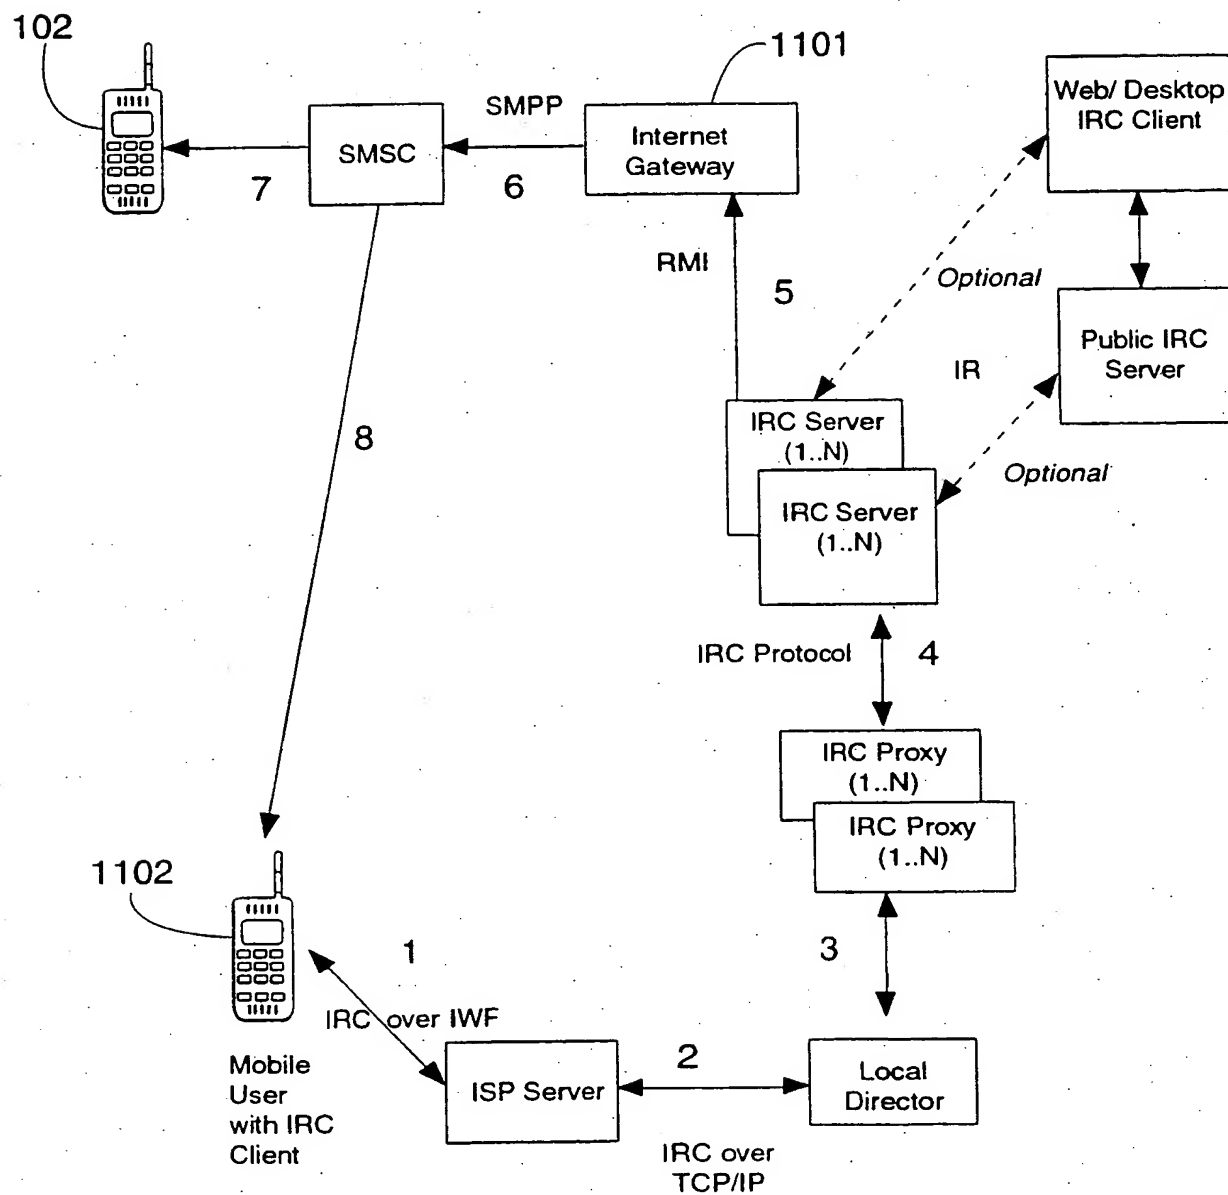 102
1101
SMPP
Web/ Desktop
IRC Client
SMSC
Internet
Gateway
7
6
RMI
5
Optional
Public IRC
Server
IR
8
IRC Server
(1..N)
Optional
IRC Server
(1..N)
IRC Protocol
4
IRC Proxy
(1..N)
IRC Proxy
(1..N)
1102
1
3
IRC over IWF
Mobile
User
with IRC
Client
ISP Server
2
Local
Director
IRC over
TCP/IP